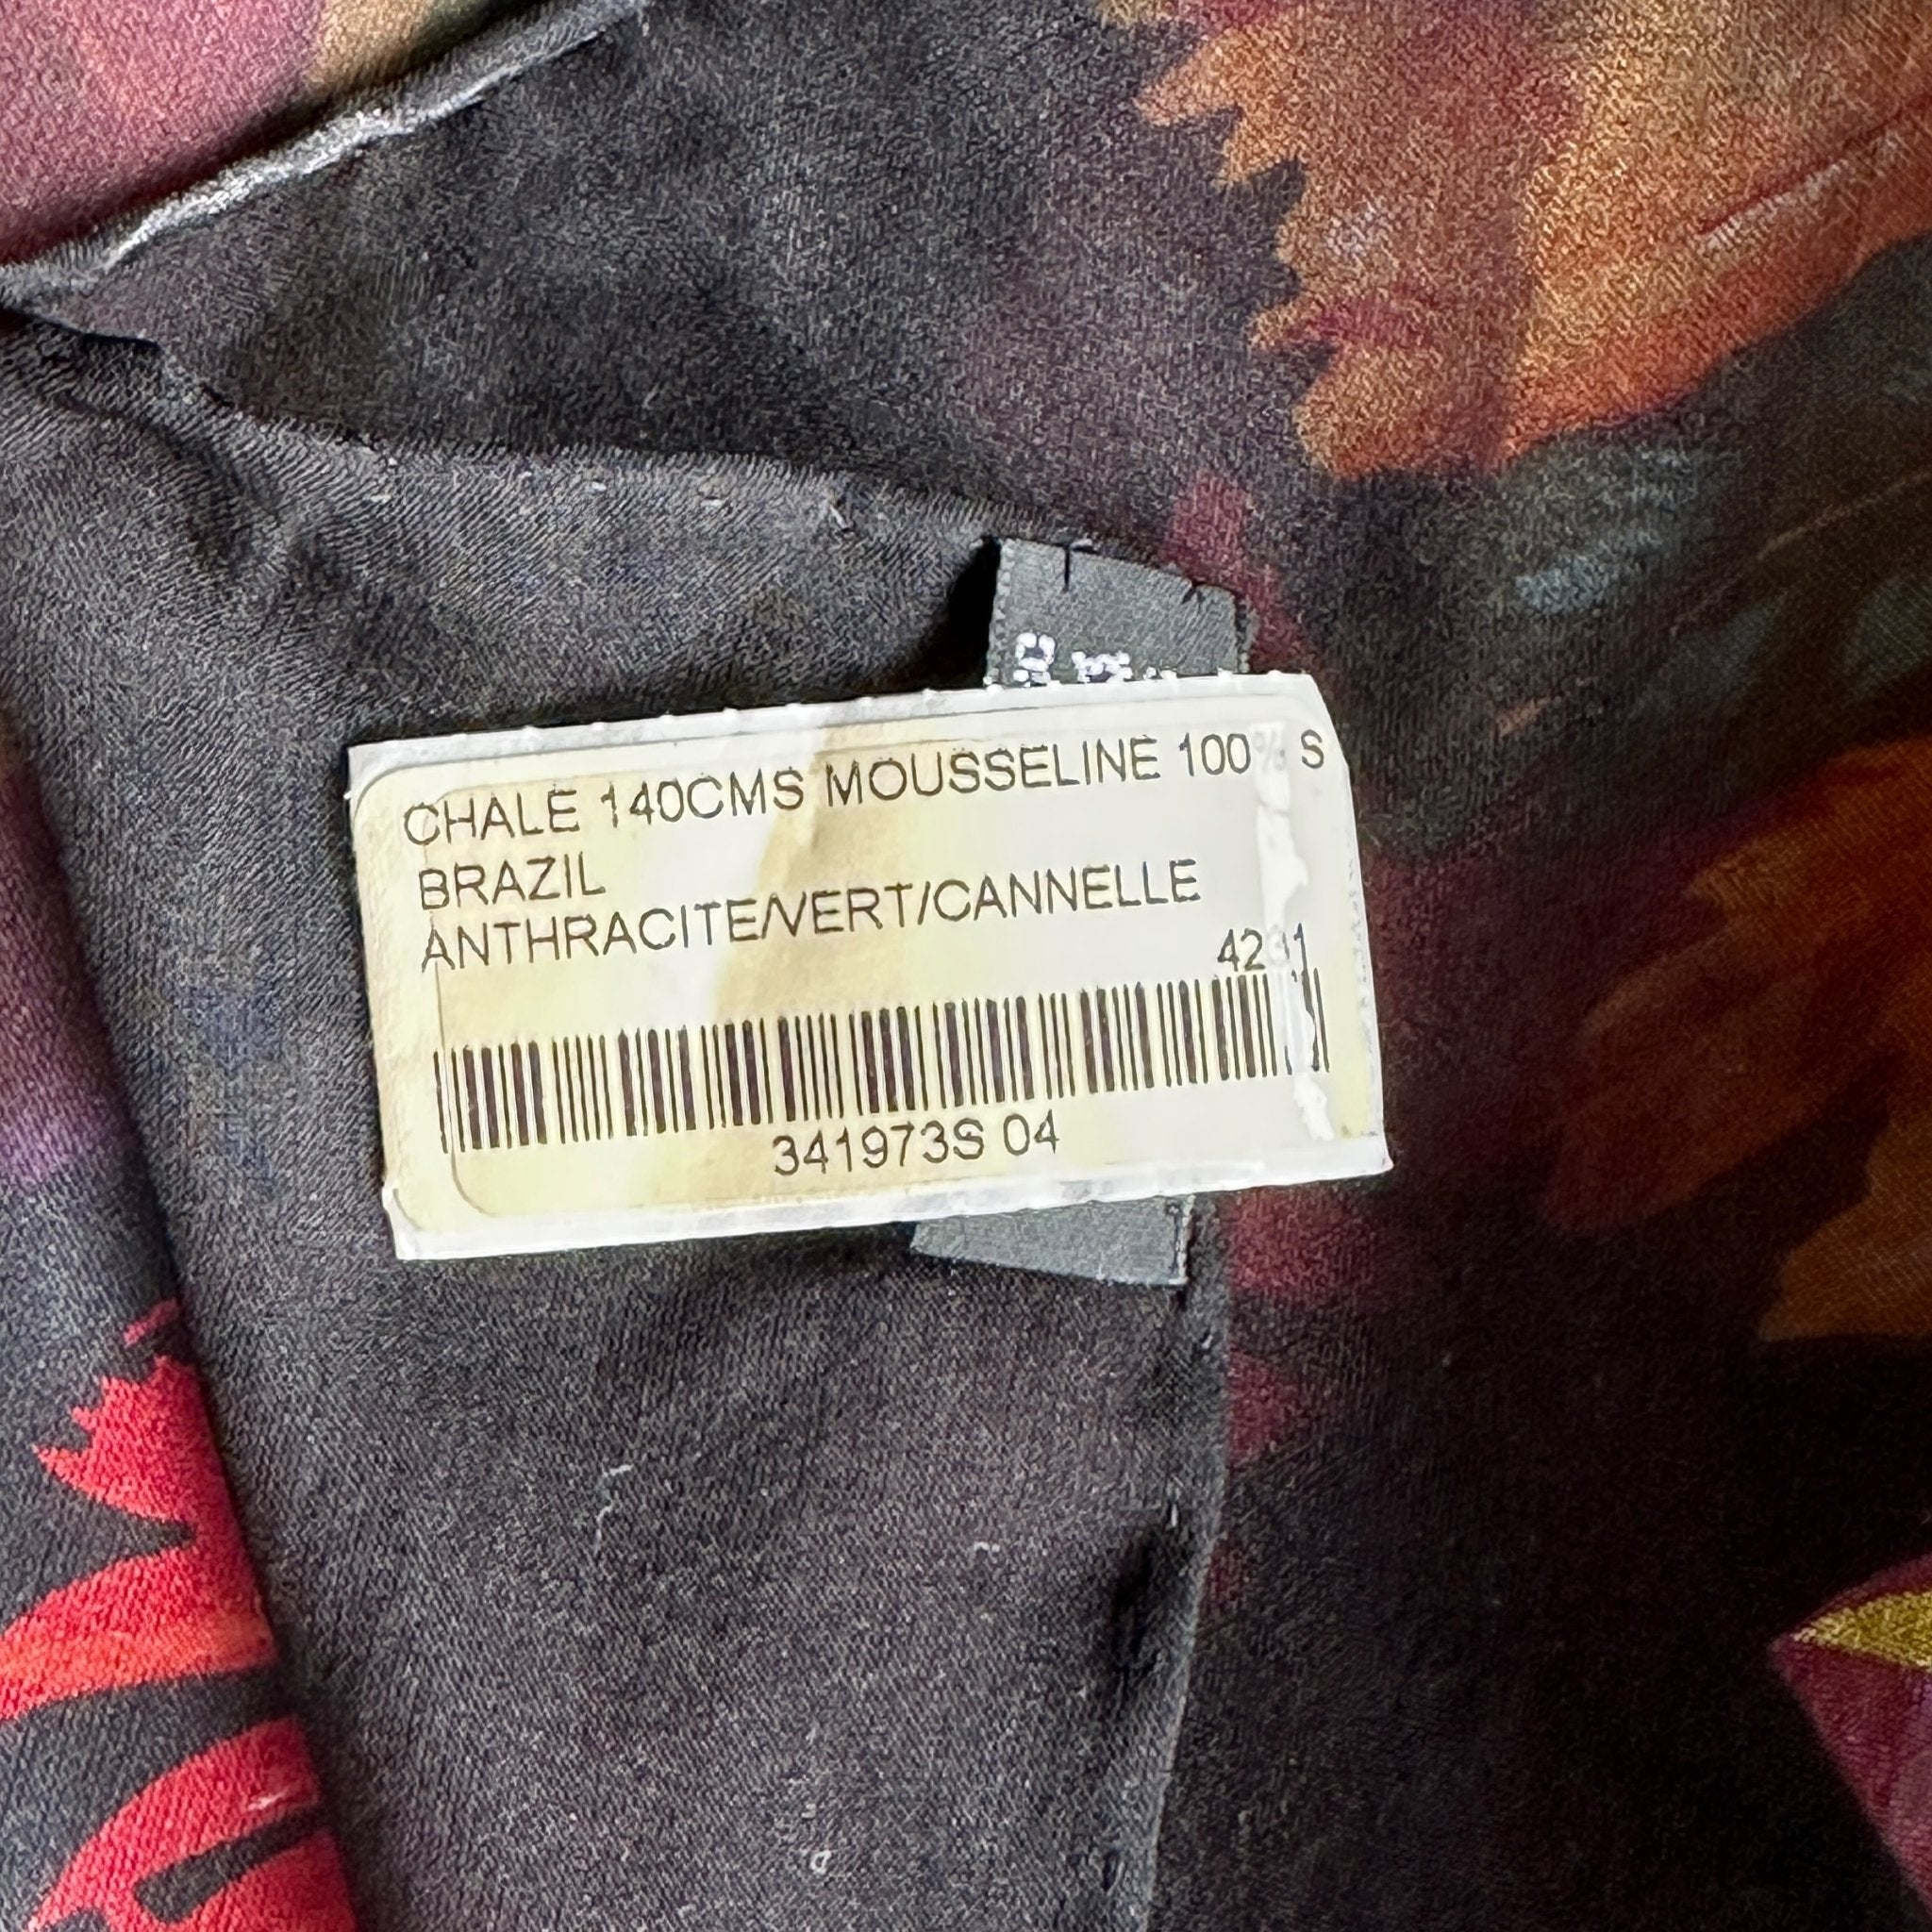 CHALE 140CMS MOUSSELINE 100% S
BRAZIL
ANTHRACITE/VERT/CANNELLE
341973S 04